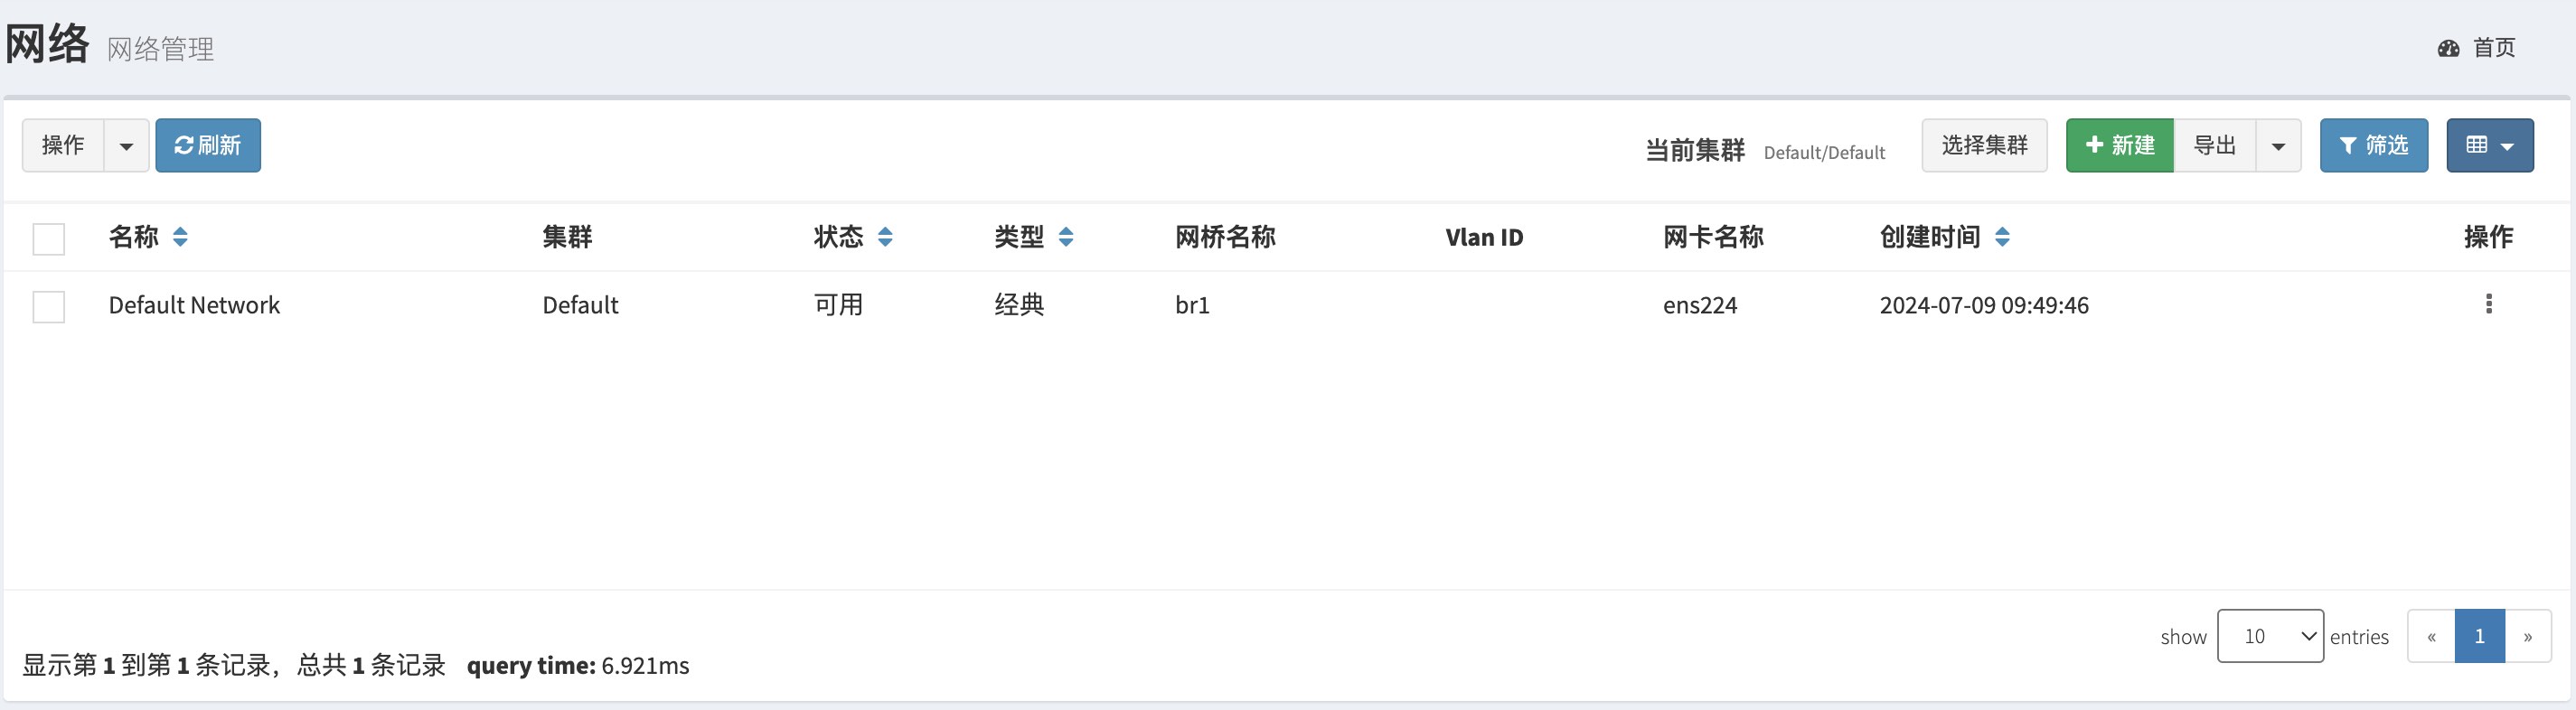 网络 网络管理 首页
操作 刷新 当前集群 Default/Default 选择集群 新建 导出 筛选
名称 集群 状态 类型 网桥名称 Vlan ID 网卡名称 创建时间 操作
Default Network Default 可用 经典 br1 ens224 2024-07-09 09:49:46
show 10 entries « 1 »
显示第 1 到第 1 条记录，总共 1 条记录 query time: 6.921ms